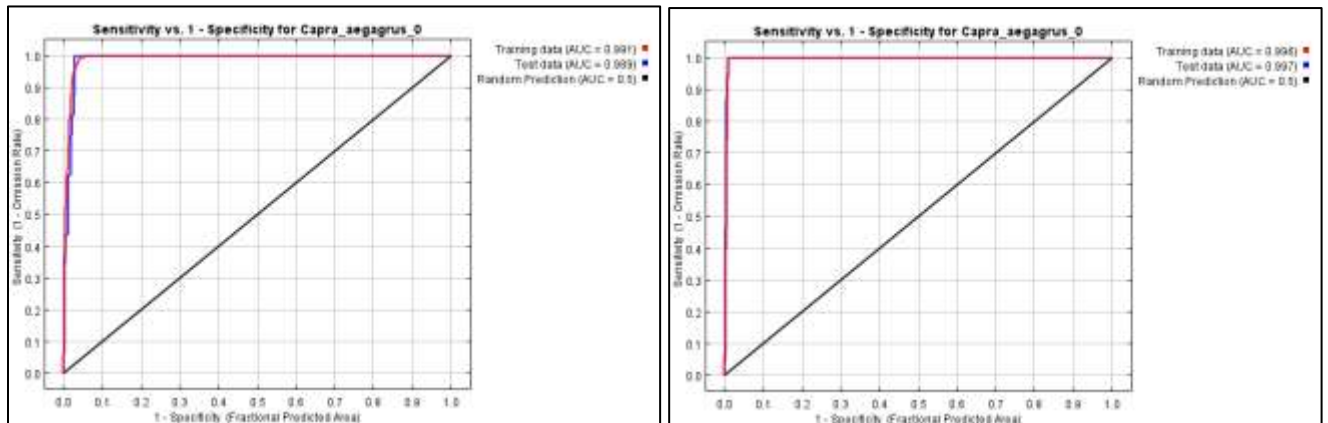 Sensitivity vs. 1 - Specificity for Capra_aegagrus_0
Training data (AUC = 0.991)
Test data (AUC = 0.989)
Random Prediction (AUC = 0.5)
Sensitivity (1 - Omission Rate)
1.0
0.9
0.8
0.7
0.6
0.5
0.4
0.3
0.2
0.1
0.0
0.0 0.1 0.2 0.3 0.4 0.5 0.6 0.7 0.8 0.9 1.0
1 - Specificity (Fractional Predicted Area)
Sensitivity vs. 1 - Specificity for Capra_aegagrus_0
Training data (AUC = 0.998)
Test data (AUC = 0.997)
Random Prediction (AUC = 0.5)
Sensitivity (1 - Omission Rate)
1.0
0.9
0.8
0.7
0.6
0.5
0.4
0.3
0.2
0.1
0.0
0.0 0.1 0.2 0.3 0.4 0.5 0.6 0.7 0.8 0.9 1.0
1 - Specificity (Fractional Predicted Area)